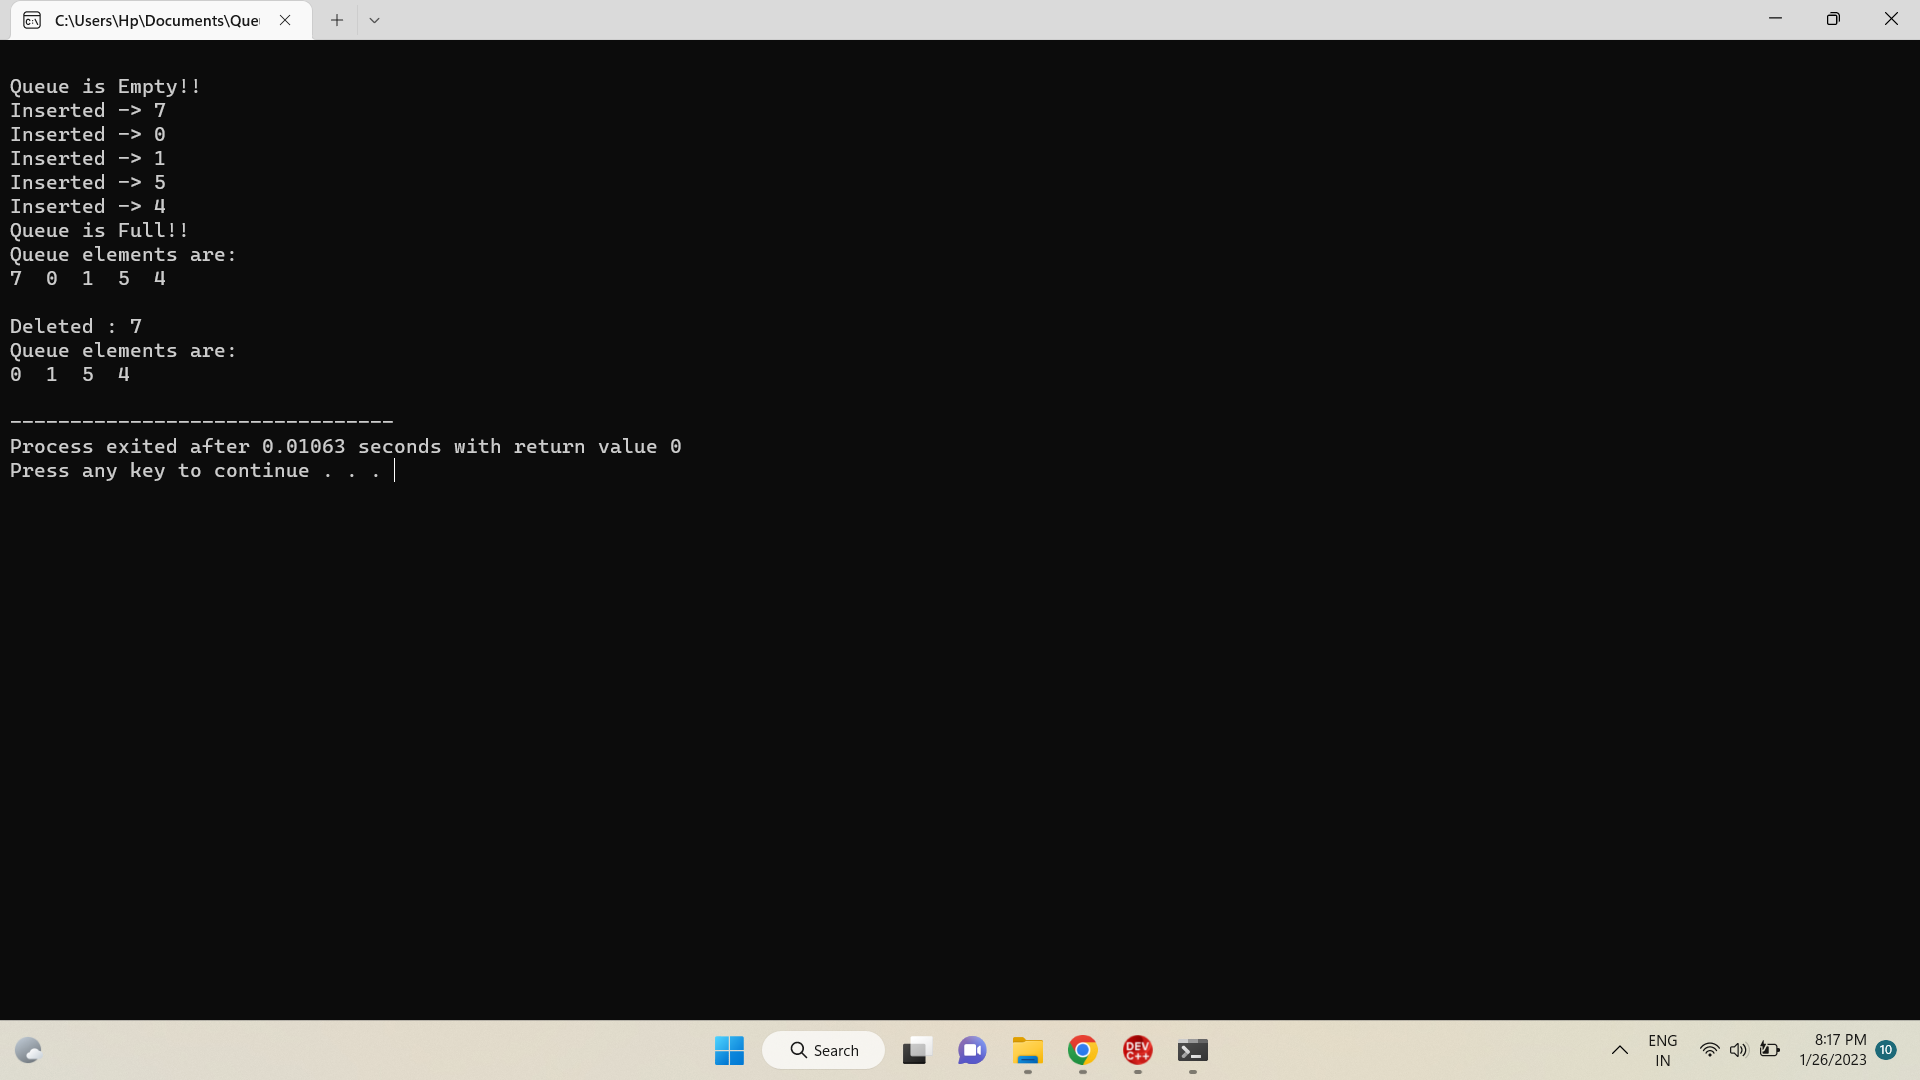 C:\Users\Hp\Documents\Que
Queue is Empty!!
Inserted -> 7
Inserted -> 0
Inserted -> 1
Inserted -> 5
Inserted -> 4
Queue is Full!!
Queue elements are:
7  0  1  5  4
Deleted : 7
Queue elements are:
0  1  5  4
--------------------------------
Process exited after 0.01063 seconds with return value 0
Press any key to continue . . .
Search
DEV
C++
ENG
IN
8:17 PM
1/26/2023
10